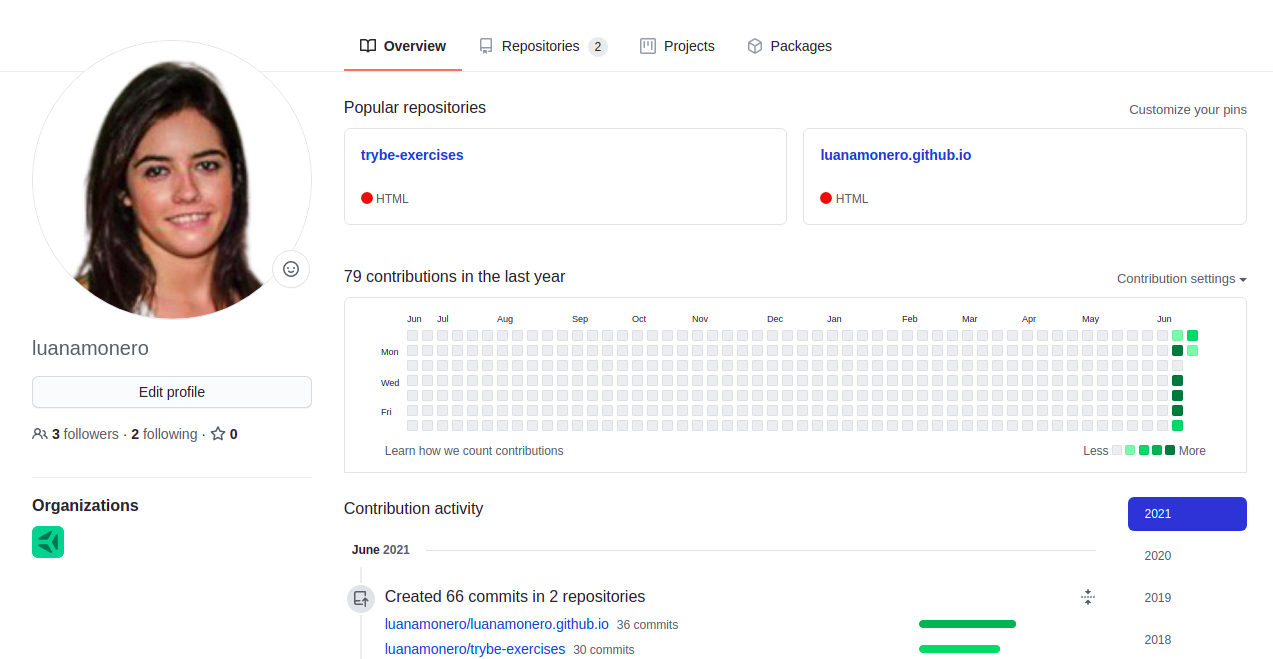 Overview Repositories 2 Projects Packages
Popular repositories Customize your pins
trybe-exercises luanamonero.github.io
HTML HTML
79 contributions in the last year Contribution settings
Jun Jul Aug Sep Oct Nov Dec Jan Feb Mar Apr May Jun
Mon
Wed
Fri
Learn how we count contributions Less More
luanamonero
Edit profile
3 followers · 2 following · 0
Organizations
Contribution activity
June 2021
Created 66 commits in 2 repositories
luanamonero/luanamonero.github.io 36 commits
luanamonero/trybe-exercises 30 commits
2021
2020
2019
2018